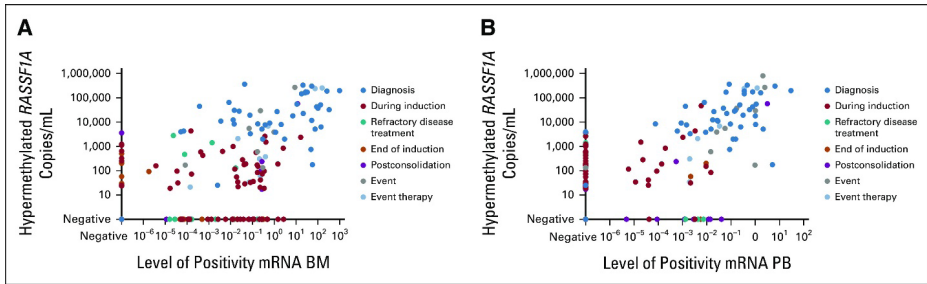 A
Hypermethylated RASSF1A
Copies/mL
1,000,000
100,000
10,000
1,000
100
10
Negative
Negative 10⁻⁶ 10⁻⁵ 10⁻⁴ 10⁻³ 10⁻² 10⁻¹ 10⁰ 10¹ 10² 10³
Level of Positivity mRNA BM
Diagnosis
During induction
Refractory disease
treatment
End of induction
Postconsolidation
Event
Event therapy
B
Hypermethylated RASSF1A
Copies/mL
1,000,000
100,000
10,000
1,000
100
10
Negative
Negative 10⁻⁶ 10⁻⁵ 10⁻⁴ 10⁻³ 10⁻² 10⁻¹ 0 10¹ 10²
Level of Positivity mRNA PB
Diagnosis
During induction
Refractory disease
treatment
End of induction
Postconsolidation
Event
Event therapy